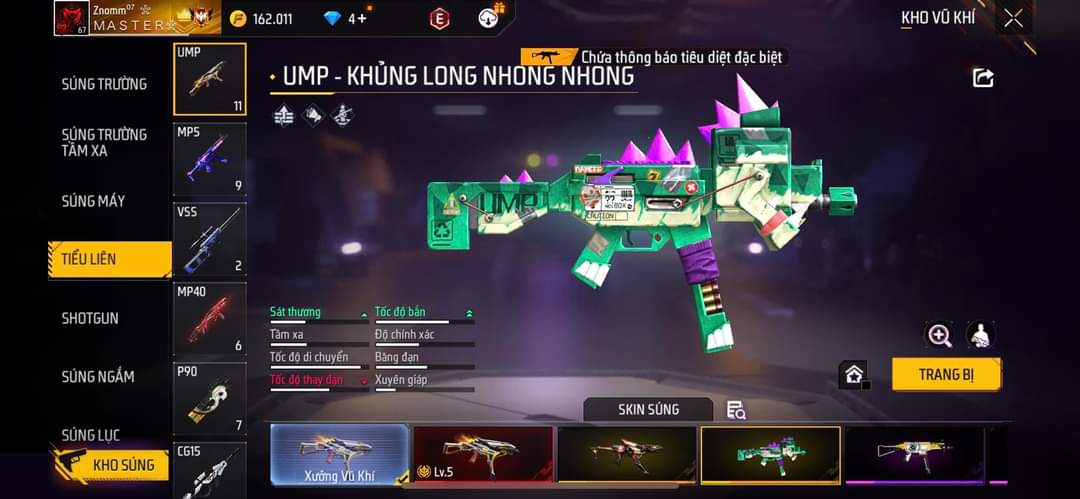 Znomm⁰⁷ ※
67
MASTER※
162.011
4+
E
KHO VŨ KHÍ
Chứa thông báo tiêu diệt đặc biệt
UMP - KHỦNG LONG NHONG NHONG
SÚNG TRƯỜNG
SÚNG TRƯỜNG
TẦM XA
SÚNG MÁY
TIỂU LIÊN
SHOTGUN
SÚNG NGẮM
SÚNG LỤC
KHO SÚNG
UMP
11
MP5
9
VSS
2
MP40
6
P90
7
CG15
UMP
CAUTION
Sát thương
Tốc độ bắn
Tầm xa
Độ chính xác
Tốc độ di chuyển
Băng đạn
Tốc độ thay đạn
Xuyên giáp
TRANG BỊ
SKIN SÚNG
Xưởng Vũ Khí
Lv.5